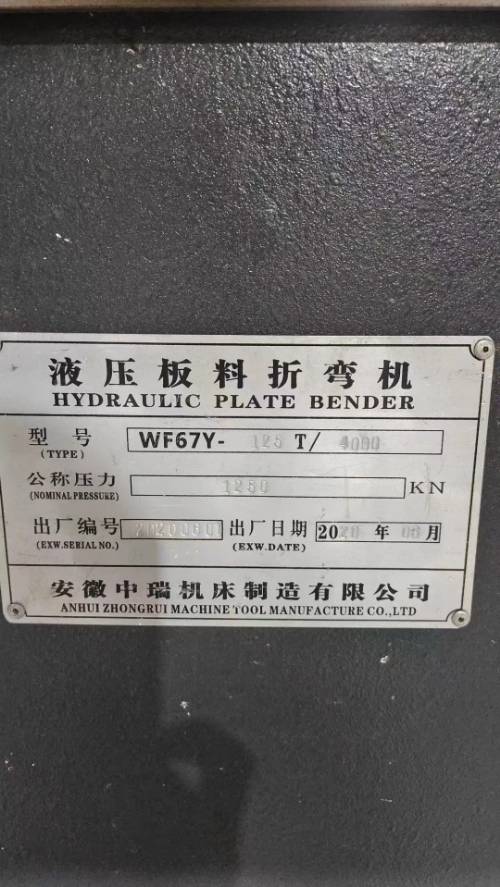 液压板料折弯机
HYDRAULIC PLATE BENDER
型号 WF67Y- 125 T/ 4000
(TYPE)
公称压力 1250 KN
(NOMINAL PRESSURE)
出厂编号 出厂日期 2020 年 06 月
(EXW.SERIAL NO.) (EXW.DATE)
安徽中瑞机床制造有限公司
ANHUI ZHONGRUI MACHINE TOOL MANUFACTURE CO.,LTD